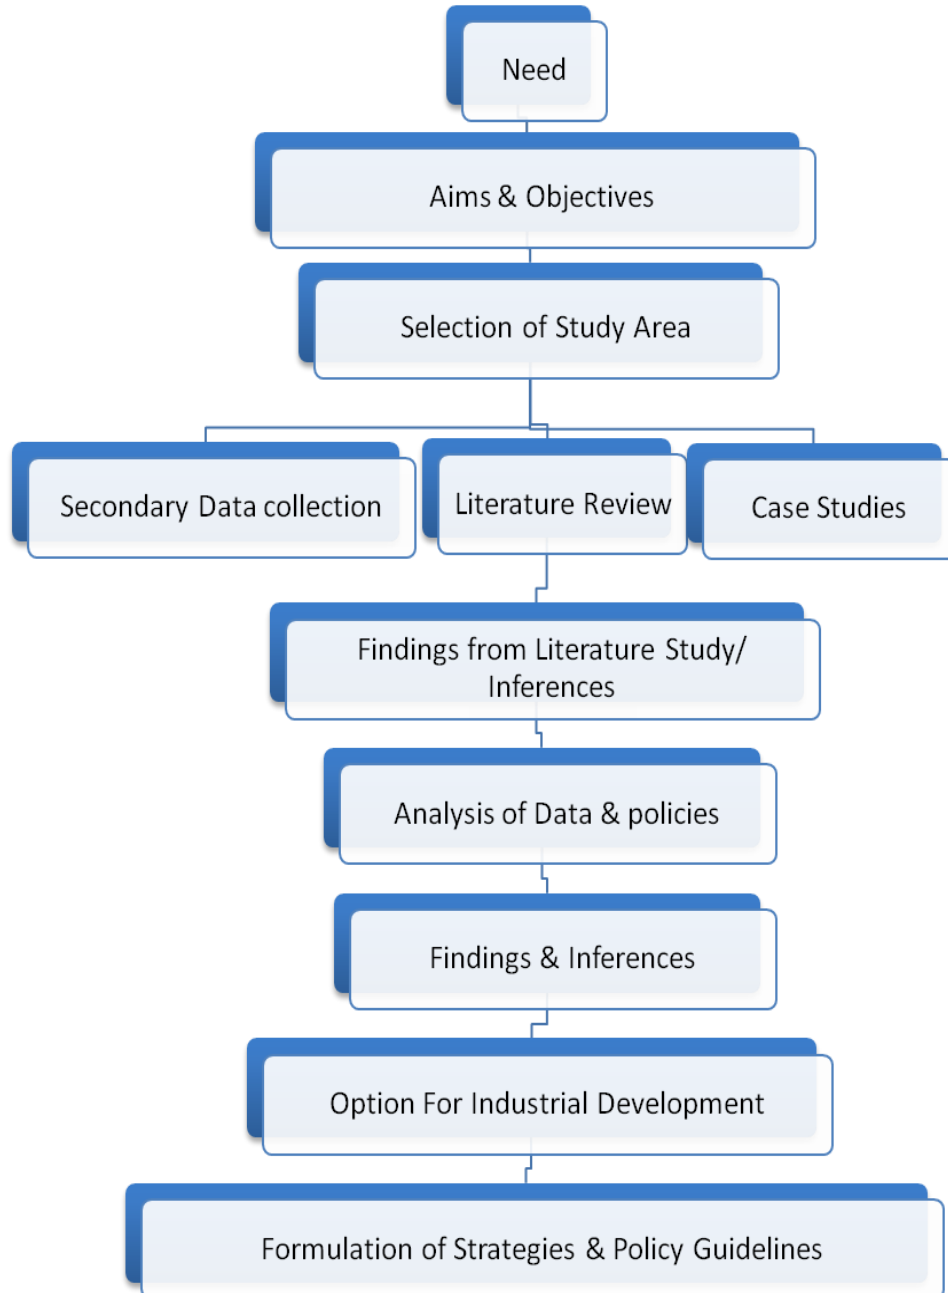 Need
Aims & Objectives
Selection of Study Area
Secondary Data collection
Literature Review
Case Studies
Findings from Literature Study/
Inferences
Analysis of Data & policies
Findings & Inferences
Option For Industrial Development
Formulation of Strategies & Policy Guidelines